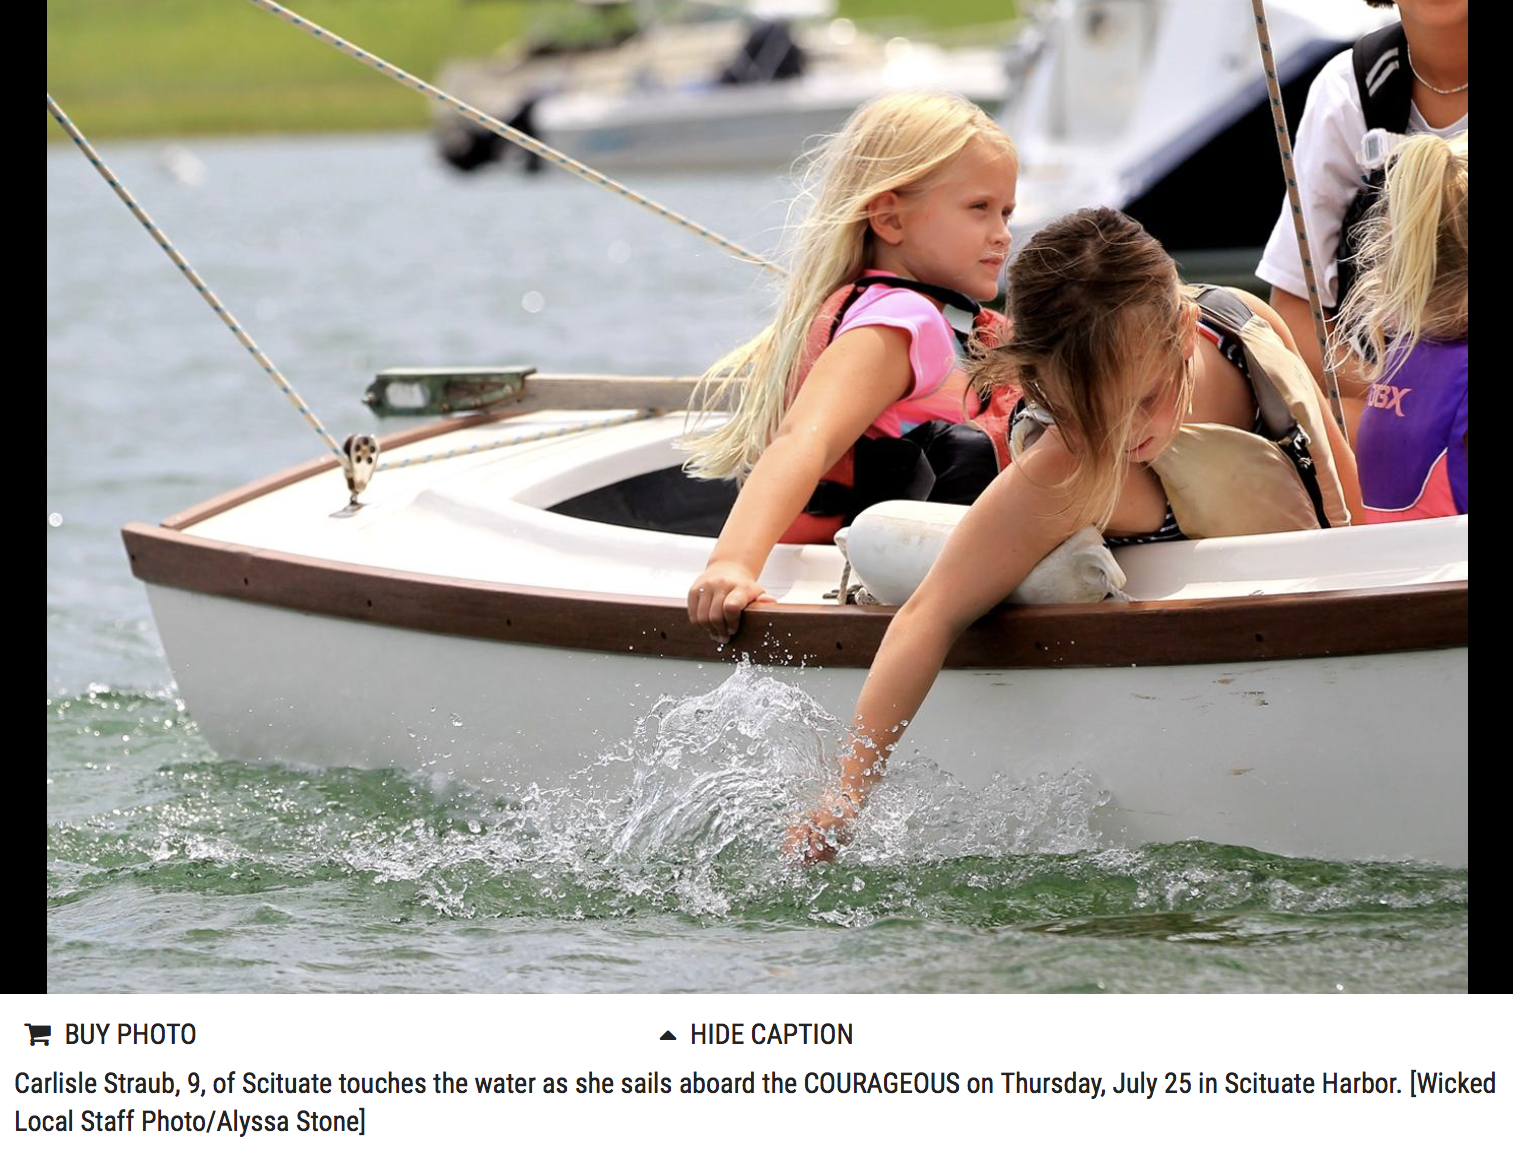 OBX
BUY PHOTO
HIDE CAPTION
Carlisle Straub, 9, of Scituate touches the water as she sails aboard the COURAGEOUS on Thursday, July 25 in Scituate Harbor. [Wicked
Local Staff Photo/Alyssa Stone]